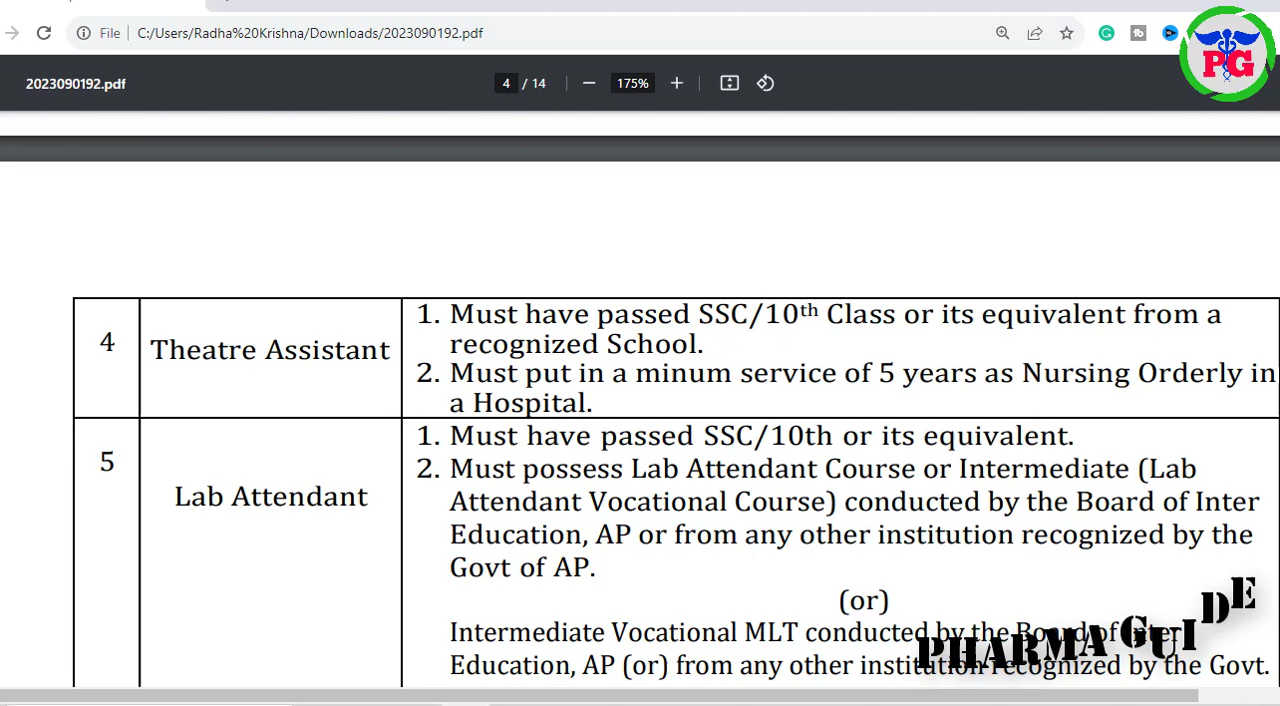 File
C:/Users/Radha%20Krishna/Downloads/2023090192.pdf
PG
2023090192.pdf
4 / 14
175%
4
Theatre Assistant
1. Must have passed SSC/10th Class or its equivalent from a
recognized School.
2. Must put in a minum service of 5 years as Nursing Orderly in
a Hospital.
5
Lab Attendant
1. Must have passed SSC/10th or its equivalent.
2. Must possess Lab Attendant Course or Intermediate (Lab
Attendant Vocational Course) conducted by the Board of Inter
Education, AP or from any other institution recognized by the
Govt of AP.
(or)
Intermediate Vocational MLT conducted by the Board of Inter
Education, AP (or) from any other institution recognized by the Govt.
PHARMA GUIDE